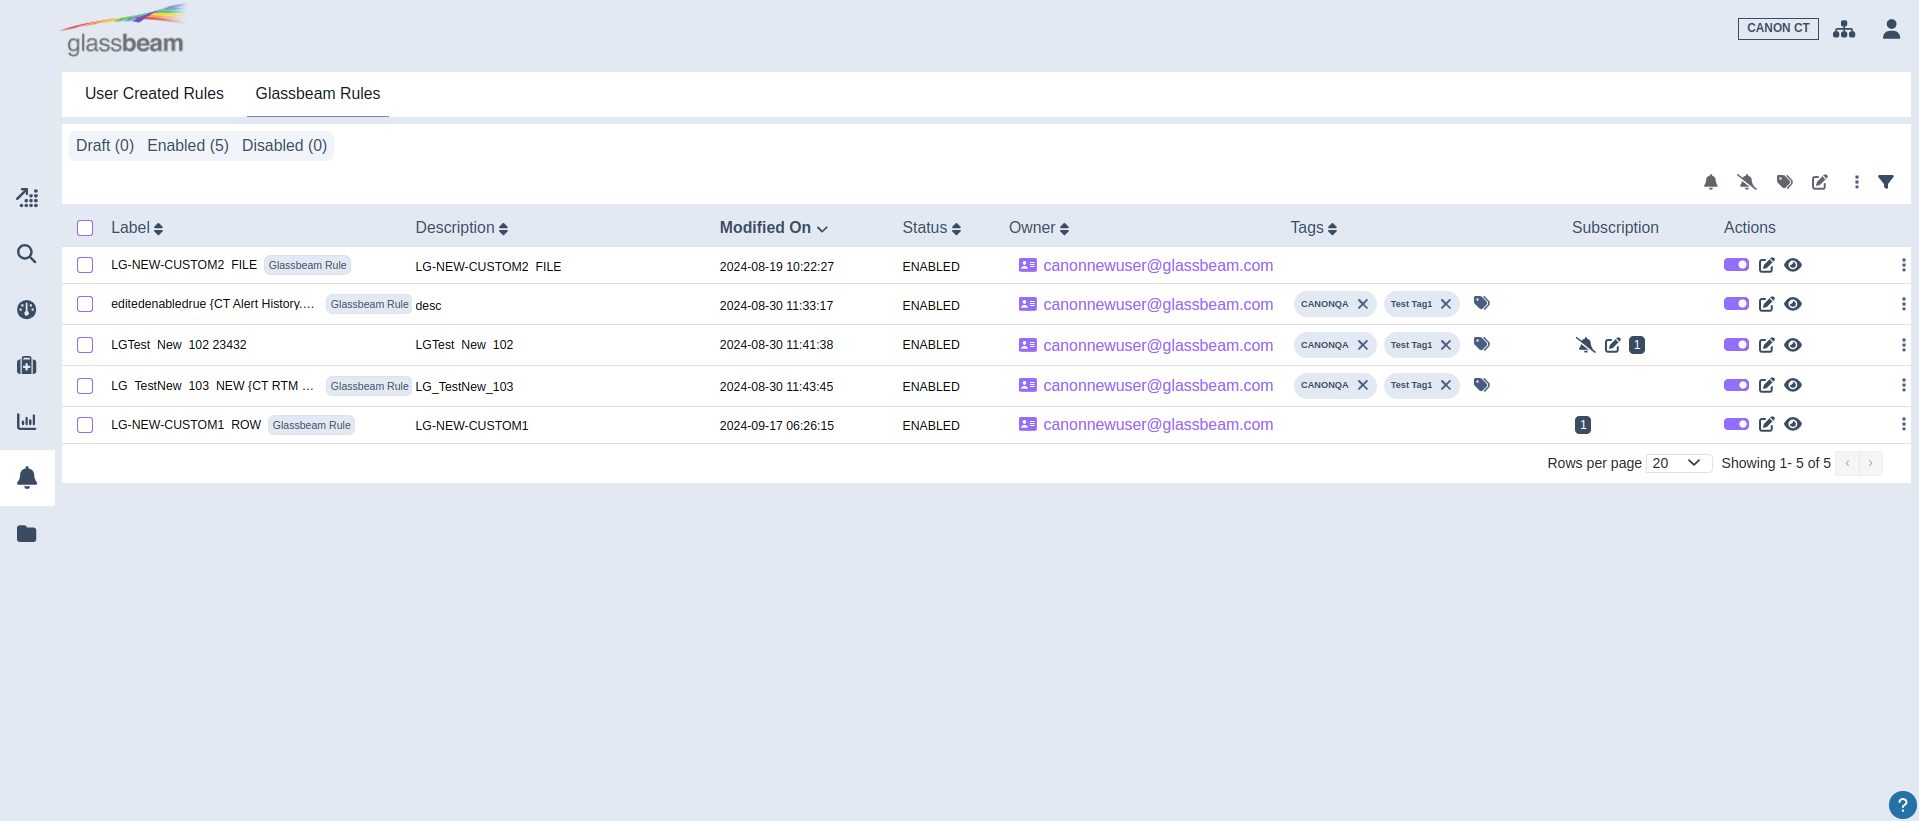 glassbeam
CANON CT
User Created Rules Glassbeam Rules
Draft (0) Enabled (5) Disabled (0)
Label Description Modified On Status Owner Tags Subscription Actions
LG-NEW-CUSTOM2 FILE Glassbeam Rule LG-NEW-CUSTOM2 FILE 2024-08-19 10:22:27 ENABLED canonnewuser@glassbeam.com
editedenabledrue {CT Alert History.... Glassbeam Rule desc 2024-08-30 11:33:17 ENABLED canonnewuser@glassbeam.com CANONQA Test Tag1
LGTest New 102 23432 LGTest New 102 2024-08-30 11:41:38 ENABLED canonnewuser@glassbeam.com CANONQA Test Tag1 1
LG TestNew 103 NEW {CT RTM ... Glassbeam Rule LG_TestNew_103 2024-08-30 11:43:45 ENABLED canonnewuser@glassbeam.com CANONQA Test Tag1
LG-NEW-CUSTOM1 ROW Glassbeam Rule LG-NEW-CUSTOM1 2024-09-17 06:26:15 ENABLED canonnewuser@glassbeam.com 1
Rows per page 20 Showing 1- 5 of 5 ‹ ›
?